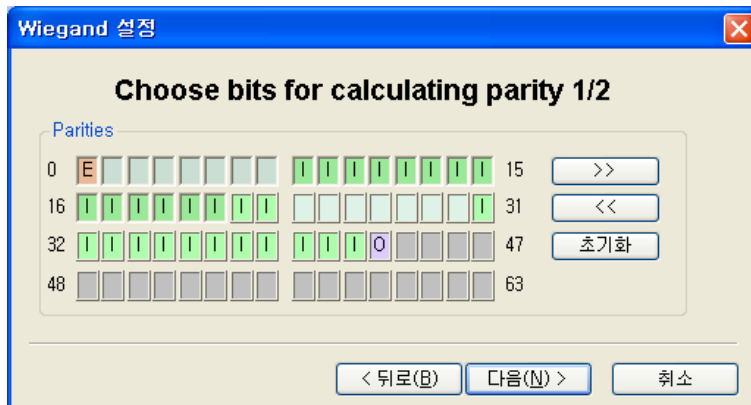 Wiegand 설정
Choose bits for calculating parity 1/2
Parities
0 E I I I I I I I I 15 >>
16 I I I I I I I I I 31 <<
32 I I I I I I I I I I I O 47 초기화
48 63
< 뒤로(B) 다음(N) > 취소